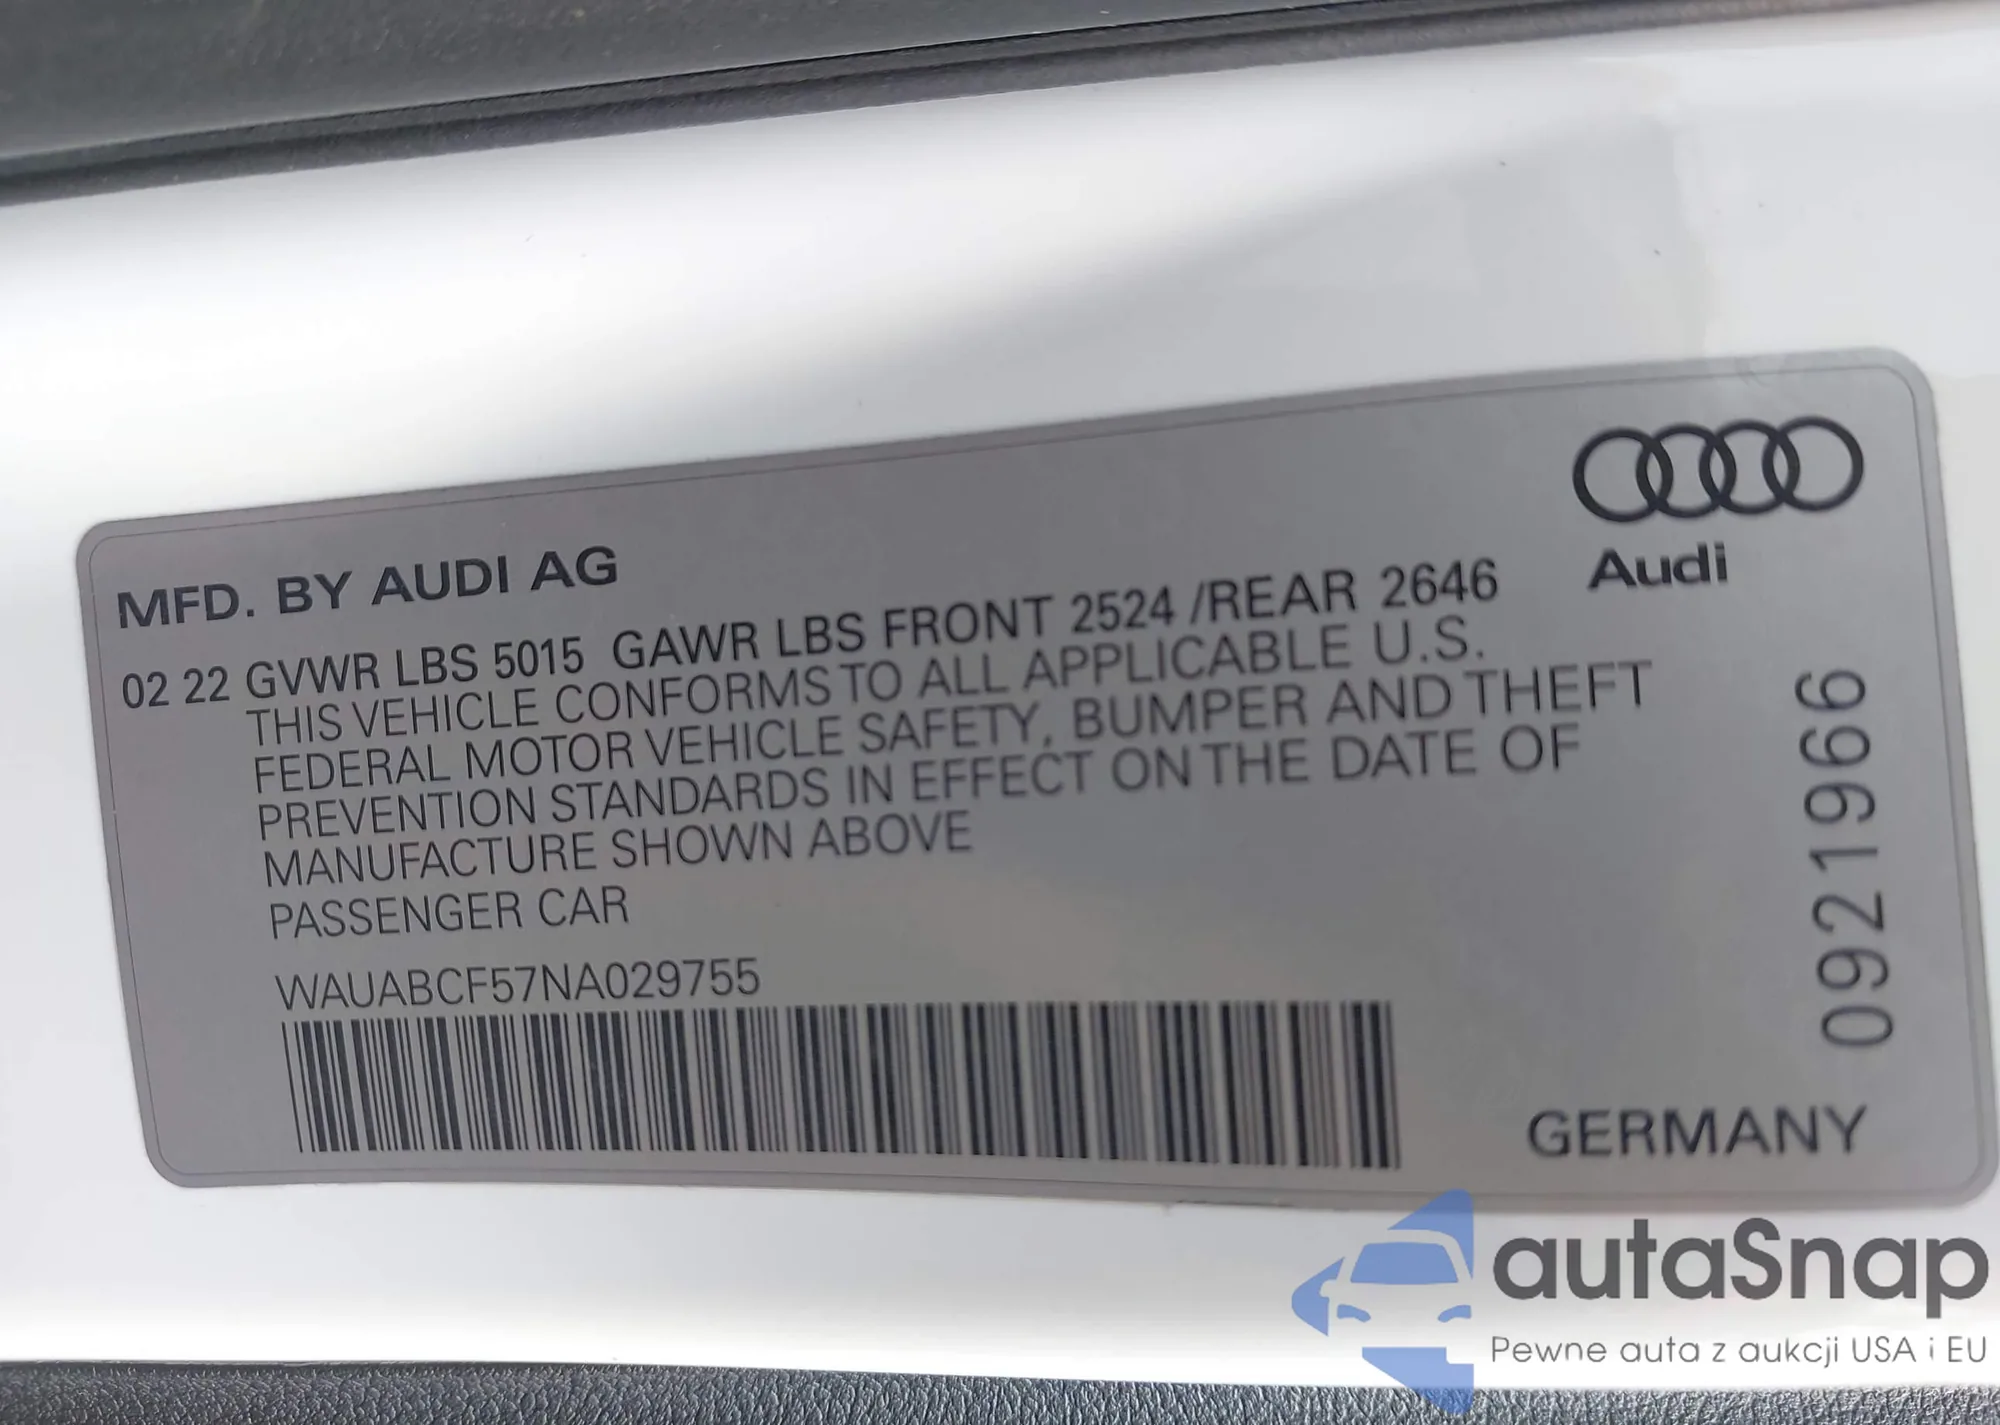 Audi
MFD. BY AUDI AG
02 22 GVWR LBS 5015 GAWR LBS FRONT 2524 /REAR 2646
THIS VEHICLE CONFORMS TO ALL APPLICABLE U.S.
FEDERAL MOTOR VEHICLE SAFETY, BUMPER AND THEFT
PREVENTION STANDARDS IN EFFECT ON THE DATE OF
MANUFACTURE SHOWN ABOVE
PASSENGER CAR
WAUABCF57NA029755
0921966
GERMANY
autaSnap
Pewne auta z aukcji USA i EU